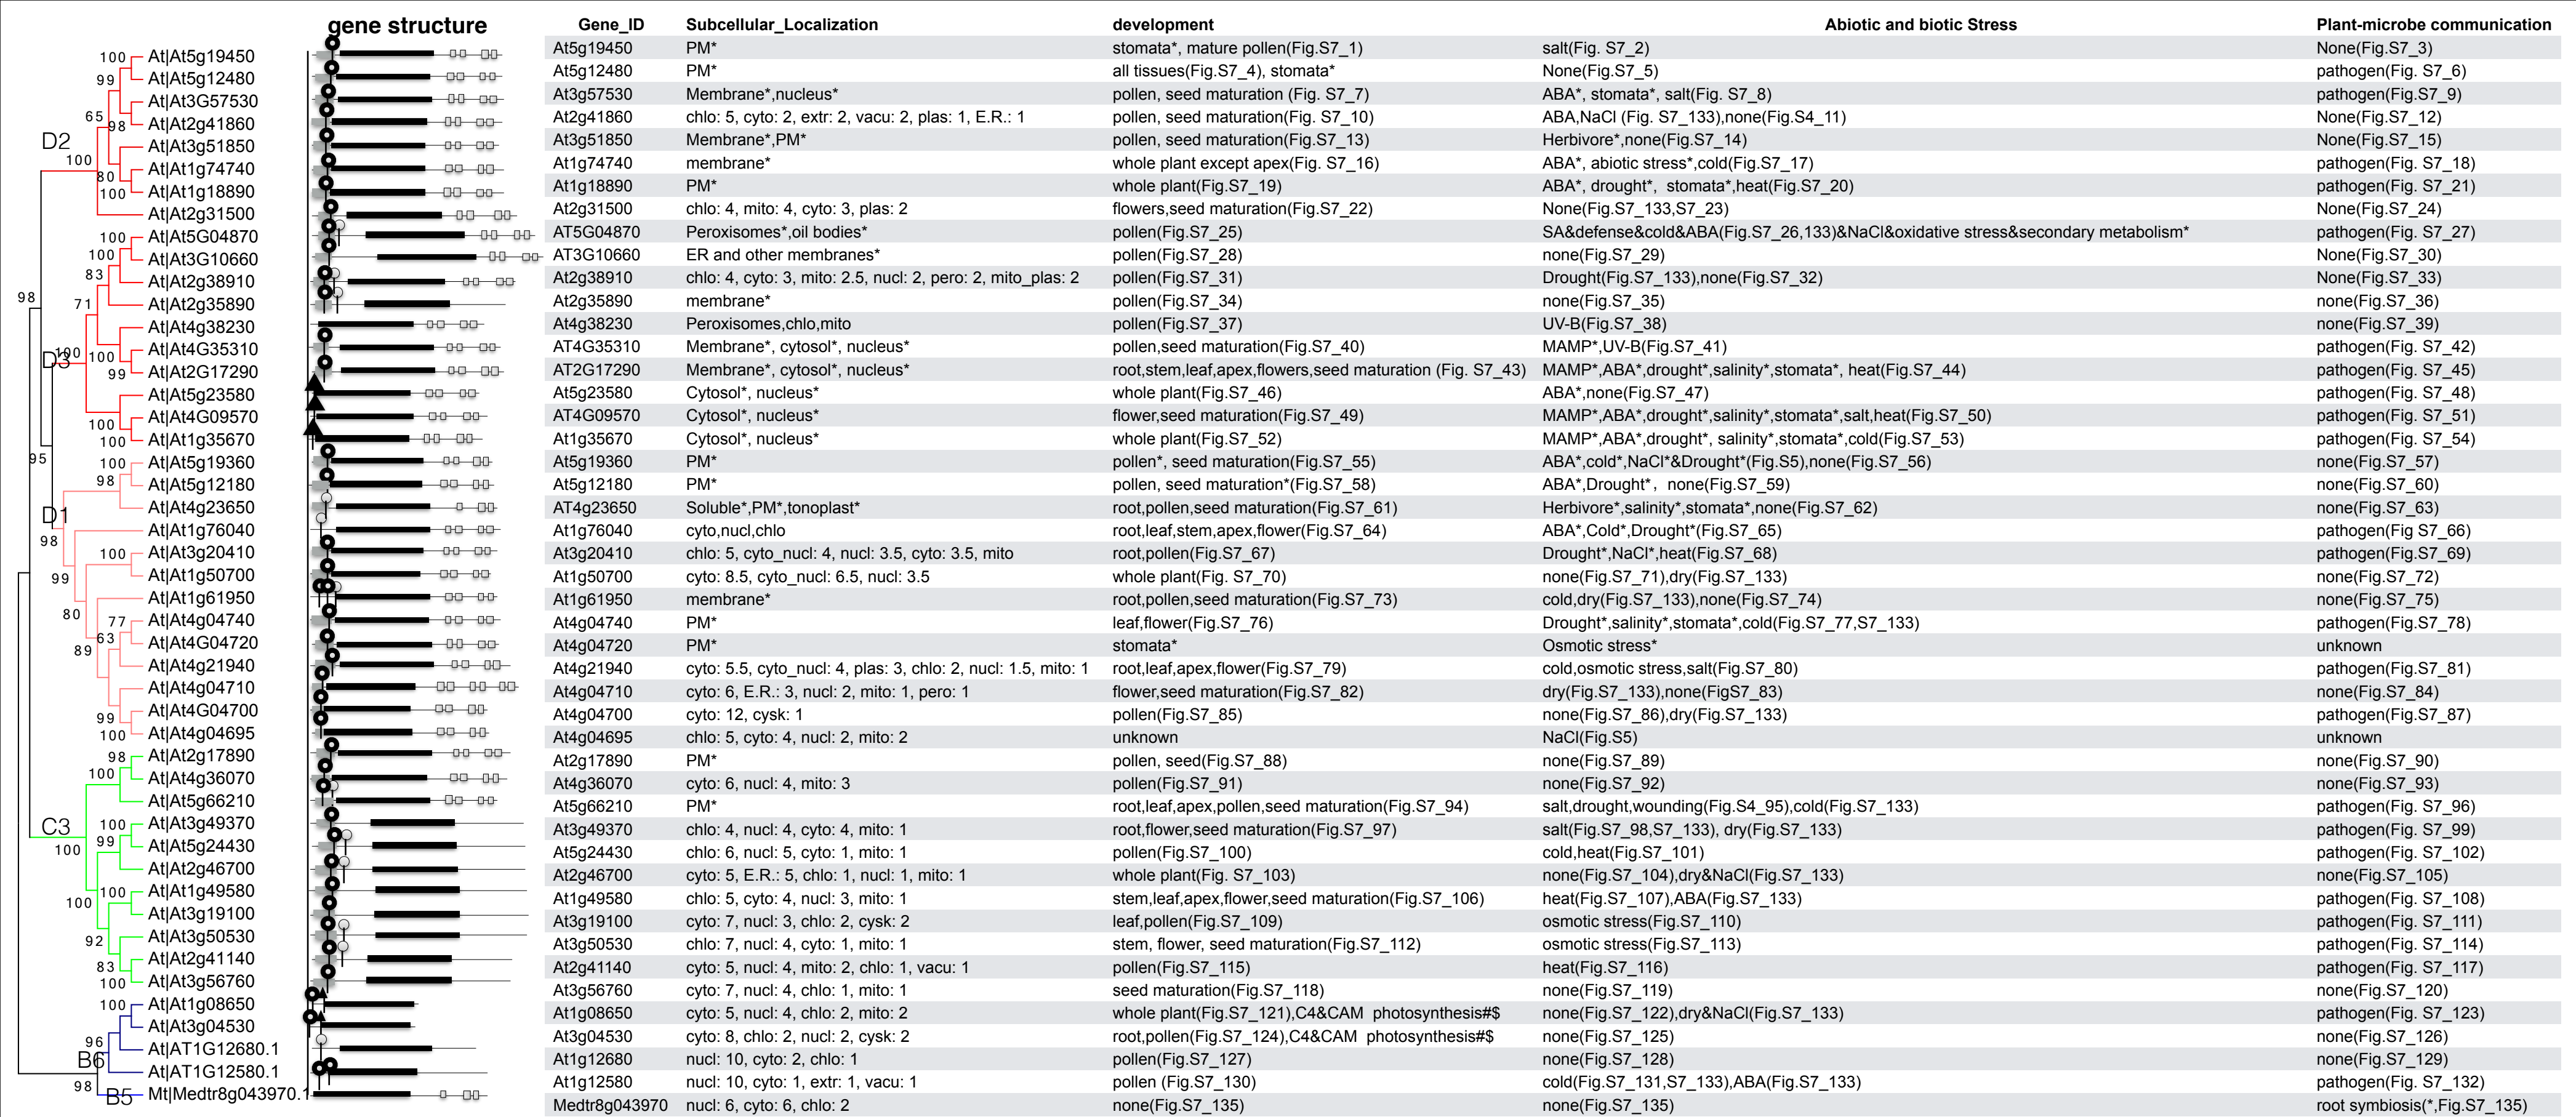 gene structure
Gene_ID Subcellular_Localization development Abiotic and biotic Stress Plant-microbe communication
At5g19450 PM* stomata*, mature pollen(Fig.S7_1) salt(Fig. S7_2) None(Fig.S7_3)
At5g12480 PM* all tissues(Fig.S7_4), stomata* None(Fig.S7_5) pathogen(Fig. S7_6)
At3g57530 Membrane*,nucleus* pollen, seed maturation (Fig. S7_7) ABA*, stomata*, salt(Fig. S7_8) pathogen(Fig.S7_9)
At2g41860 chlo: 5, cyto: 2, extr: 2, vacu: 2, plas: 1, E.R.: 1 pollen, seed maturation(Fig. S7_10) ABA,NaCl (Fig. S7_133),none(Fig.S4_11) None(Fig.S7_12)
At3g51850 Membrane*,PM* pollen, seed maturation(Fig.S7_13) Herbivore*,none(Fig.S7_14) None(Fig.S7_15)
At1g74740 membrane* whole plant except apex(Fig. S7_16) ABA*, abiotic stress*,cold(Fig.S7_17) pathogen(Fig.S7_18)
At1g18890 PM* whole plant(Fig.S7_19) ABA*, drought*, stomata*,heat(Fig.S7_20) pathogen(Fig.S7_21)
At2g31500 chlo: 4, mito: 4, cyto: 3, plas: 2 flowers,seed maturation(Fig.S7_22) None(Fig.S7_133,S7_23) None(Fig.S7_24)
AT5G04870 Peroxisomes*,oil bodies* pollen(Fig.S7_25) SA&defense&cold&ABA(Fig.S7_26,133)&NaCl&oxidative stress&secondary metabolism* pathogen(Fig.S7_27)
AT3G10660 ER and other membranes* pollen(Fig.S7_28) none(Fig.S7_29) None(Fig.S7_30)
At2g38910 chlo: 4, cyto: 3, mito: 2.5, nucl: 2, pero: 2, mito_plas: 2 pollen(Fig.S7_31) Drought(Fig.S7_133),none(Fig.S7_32) None(Fig.S7_33)
At2g35890 membrane* pollen(Fig.S7_34) none(Fig.S7_35) none(Fig.S7_36)
At4g38230 Peroxisomes,chlo,mito pollen(Fig.S7_37) UV-B(Fig.S7_38) none(Fig.S7_39)
AT4G35310 Membrane*, cytosol*, nucleus* pollen,seed maturation(Fig.S7_40) MAMP*,UV-B(Fig.S7_41) pathogen(Fig.S7_42)
AT2G17290 Membrane*, cytosol*, nucleus* root,stem,leaf,apex,flowers,seed maturation (Fig. S7_43) MAMP*,ABA*,drought*,salinity*,stomata*, heat(Fig.S7_44) pathogen(Fig.S7_45)
At5g23580 Cytosol*, nucleus* whole plant(Fig.S7_46) ABA*,none(Fig.S7_47) pathogen(Fig.S7_48)
AT4G09570 Cytosol*, nucleus* flower,seed maturation(Fig.S7_49) MAMP*,ABA*,drought*,salinity*,stomata*,salt,heat(Fig.S7_50) pathogen(Fig.S7_51)
At1g35670 Cytosol*, nucleus* whole plant(Fig.S7_52) MAMP*,ABA*,drought*, salinity*,stomata*,cold(Fig.S7_53) pathogen(Fig.S7_54)
At5g19360 PM* pollen*, seed maturation(Fig.S7_55) ABA*,cold*,NaCl*&Drought*(Fig.S5),none(Fig.S7_56) none(Fig.S7_57)
At5g12180 PM* pollen, seed maturation*(Fig.S7_58) ABA*,Drought*, none(Fig.S7_59) none(Fig.S7_60)
AT4g23650 Soluble*,PM*,tonoplast* root,pollen,seed maturation(Fig.S7_61) Herbivore*,salinity*,stomata*,none(Fig.S7_62) none(Fig.S7_63)
At1g76040 cyto,nucl,chlo root,leaf,stem,apex,flower(Fig.S7_64) ABA*,Cold*,Drought*(Fig.S7_65) pathogen(Fig S7_66)
At3g20410 chlo: 5, cyto_nucl: 4, nucl: 3.5, cyto: 3.5, mito root,pollen(Fig.S7_67) Drought*,NaCl*,heat(Fig.S7_68) pathogen(Fig.S7_69)
At1g50700 cyto: 8.5, cyto_nucl: 6.5, nucl: 3.5 whole plant(Fig. S7_70) none(Fig.S7_71),dry(Fig.S7_133) none(Fig.S7_72)
At1g61950 membrane* root,pollen,seed maturation(Fig.S7_73) cold,dry(Fig.S7_133),none(Fig.S7_74) none(Fig.S7_75)
At4g04740 PM* leaf,flower(Fig.S7_76) Drought*,salinity*,stomata*,cold(Fig.S7_77,S7_133) pathogen(Fig.S7_78)
At4g04720 PM* stomata* Osmotic stress* unknown
At4g21940 cyto: 5.5, cyto_nucl: 4, plas: 3, chlo: 2, nucl: 1.5, mito: 1 root,leaf,apex,flower(Fig.S7_79) cold,osmotic stress,salt(Fig.S7_80) pathogen(Fig.S7_81)
At4g04710 cyto: 6, E.R.: 3, nucl: 2, mito: 1, pero: 1 flower,seed maturation(Fig.S7_82) dry(Fig.S7_133),none(FigS7_83) none(Fig.S7_84)
At4g04700 cyto: 12, cysk: 1 pollen(Fig.S7_85) none(Fig.S7_86),dry(Fig.S7_133) pathogen(Fig.S7_87)
At4g04695 chlo: 5, cyto: 4, nucl: 2, mito: 2 unknown NaCl(Fig.S5) unknown
At2g17890 PM* pollen, seed(Fig.S7_88) none(Fig.S7_89) none(Fig.S7_90)
At4g36070 cyto: 6, nucl: 4, mito: 3 pollen(Fig.S7_91) none(Fig.S7_92) none(Fig.S7_93)
At5g66210 PM* root,leaf,apex,pollen,seed maturation(Fig.S7_94) salt,drought,wounding(Fig.S4_95),cold(Fig.S7_133) pathogen(Fig.S7_96)
At3g49370 chlo: 4, nucl: 4, cyto: 4, mito: 1 root,flower,seed maturation(Fig.S7_97) salt(Fig.S7_98,S7_133), dry(Fig.S7_133) pathogen(Fig.S7_99)
At5g24430 chlo: 6, nucl: 5, cyto: 1, mito: 1 pollen(Fig.S7_100) cold,heat(Fig.S7_101) pathogen(Fig.S7_102)
At2g46700 cyto: 5, E.R.: 5, chlo: 1, nucl: 1, mito: 1 whole plant(Fig. S7_103) none(Fig.S7_104),dry&NaCl(Fig.S7_133) none(Fig.S7_105)
At1g49580 chlo: 5, cyto: 4, nucl: 3, mito: 1 stem,leaf,apex,flower,seed maturation(Fig.S7_106) heat(Fig.S7_107),ABA(Fig.S7_133) pathogen(Fig.S7_108)
At3g19100 cyto: 7, nucl: 3, chlo: 2, cysk: 2 leaf,pollen(Fig.S7_109) osmotic stress(Fig.S7_110) pathogen(Fig.S7_111)
At3g50530 chlo: 7, nucl: 4, cyto: 1, mito: 1 stem, flower, seed maturation(Fig.S7_112) osmotic stress(Fig.S7_113) pathogen(Fig.S7_114)
At2g41140 cyto: 5, nucl: 4, mito: 2, chlo: 1, vacu: 1 pollen(Fig.S7_115) heat(Fig.S7_116) pathogen(Fig. S7_117)
At3g56760 cyto: 7, nucl: 4, chlo: 1, mito: 1 seed maturation(Fig.S7_118) none(Fig.S7_119) none(Fig.S7_120)
At1g08650 cyto: 5, nucl: 4, chlo: 2, mito: 2 whole plant(Fig.S7_121),C4&CAM photosynthesis#$ none(Fig.S7_122),dry&NaCl(Fig.S7_133) pathogen(Fig.S7_123)
At3g04530 cyto: 8, chlo: 2, nucl: 2, cysk: 2 root,pollen(Fig.S7_124),C4&CAM photosynthesis#$ none(Fig.S7_125) none(Fig.S7_126)
At1g12680 nucl: 10, cyto: 2, chlo: 1 pollen(Fig.S7_127) none(Fig.S7_128) none(Fig.S7_129)
At1g12580 nucl: 10, cyto: 1, extr: 1, vacu: 1 pollen (Fig.S7_130) cold(Fig.S7_131,S7_133),ABA(Fig.S7_133) pathogen(Fig.S7_132)
Medtr8g043970 nucl: 6, cyto: 6, chlo: 2 none(Fig.S7_135) none(Fig.S7_135) root symbiosis(*,Fig.S7_135)
100 At|At5g19450
99 At|At5g12480
At|At3G57530
65 98 At|At2g41860
D2
At|At3g51850
100 At|At1g74740
80
100 At|At1g18890
At|At2g31500
100 At|At5G04870
100 At|At3G10660
83 At|At2g38910
98 71 At|At2g35890
At|At4g38230
D3 100 100 At|At4G35310
99 At|At2G17290
At|At5g23580
100 At|At4G09570
100 At|At1g35670
95 100 At|At5g19360
98 At|At5g12180
At|At4g23650
D1
98 At|At1g76040
100 At|At3g20410
99 At|At1g50700
At|At1g61950
80 77 At|At4g04740
63 At|At4G04720
89 At|At4g21940
At|At4g04710
99 At|At4G04700
100 At|At4g04695
98 At|At2g17890
100 At|At4g36070
At|At5g66210
C3 100 At|At3g49370
100 99 At|At5g24430
At|At2g46700
100 At|At1g49580
100 At|At3g19100
92 At|At3g50530
83 At|At2g41140
100 At|At3g56760
100 At|At1g08650
At|At3g04530
96 At|AT1G12680.1
B6
At|AT1G12580.1
98 B5 Mt|Medtr8g043970.1